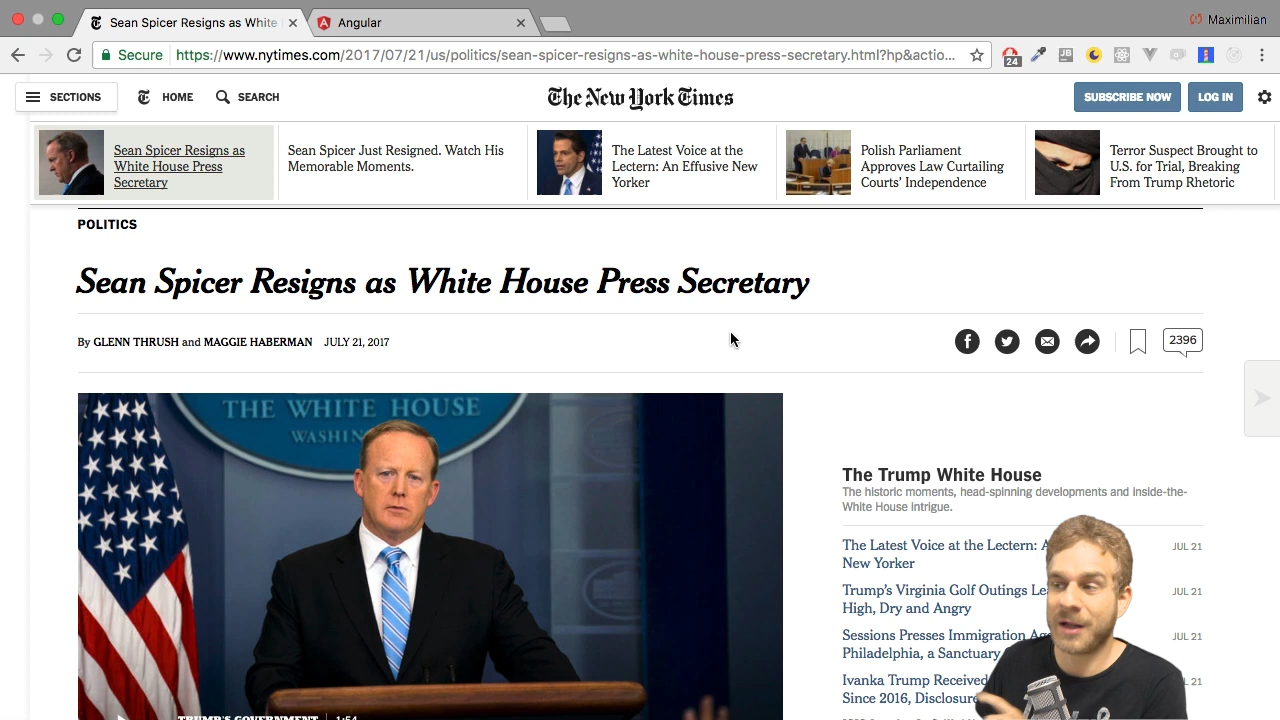 Sean Spicer Resigns as White
Angular
Maximilian
Secure
https://www.nytimes.com/2017/07/21/us/politics/sean-spicer-resigns-as-white-house-press-secretary.html?hp&actio...
24
JB
SECTIONS
HOME
SEARCH
The New York Times
SUBSCRIBE NOW
LOG IN
Sean Spicer Resigns as
White House Press
Secretary
Sean Spicer Just Resigned. Watch His
Memorable Moments.
The Latest Voice at the
Lectern: An Effusive New
Yorker
Polish Parliament
Approves Law Curtailing
Courts' Independence
Terror Suspect Brought to
U.S. for Trial, Breaking
From Trump Rhetoric
POLITICS
Sean Spicer Resigns as White House Press Secretary
By GLENN THRUSH and MAGGIE HABERMAN JULY 21, 2017
2396
THE WHITE HOUSE
WASHIN
TRUMP'S GOVERNMENT 1:54
The Trump White House
The historic moments, head-spinning developments and inside-the-
White House intrigue.
The Latest Voice at the Lectern: A
New Yorker
JUL 21
Trump's Virginia Golf Outings Le
High, Dry and Angry
JUL 21
Sessions Presses Immigration Ag
Philadelphia, a Sanctuary
JUL 21
Ivanka Trump Received
Since 2016, Disclosure
L 21